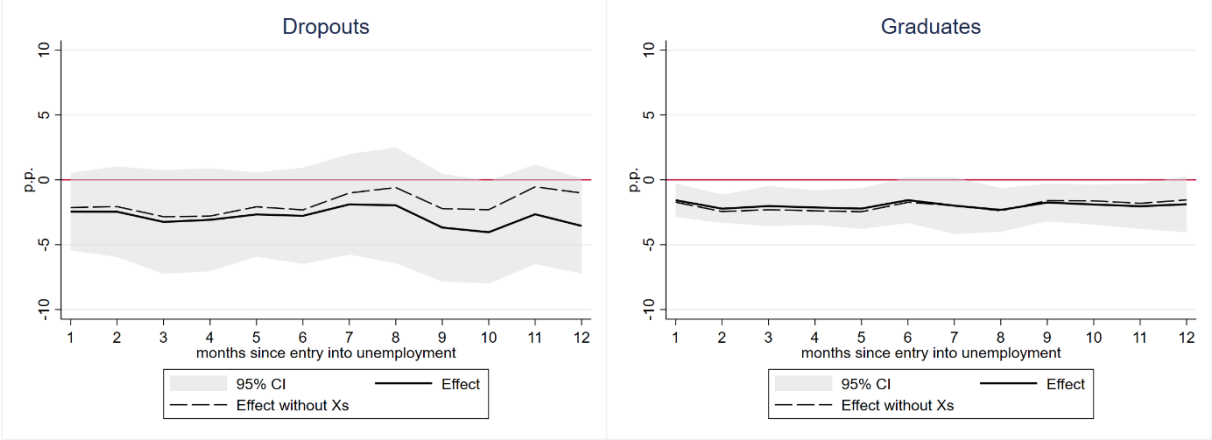 Dropouts
10
5
0
-5
-10
p.p.
1 2 3 4 5 6 7 8 9 10 11 12
months since entry into unemployment
95% CI Effect
Effect without Xs
Graduates
10
5
0
-5
-10
p.p.
1 2 3 4 5 6 7 8 9 10 11 12
months since entry into unemployment
95% CI Effect
Effect without Xs